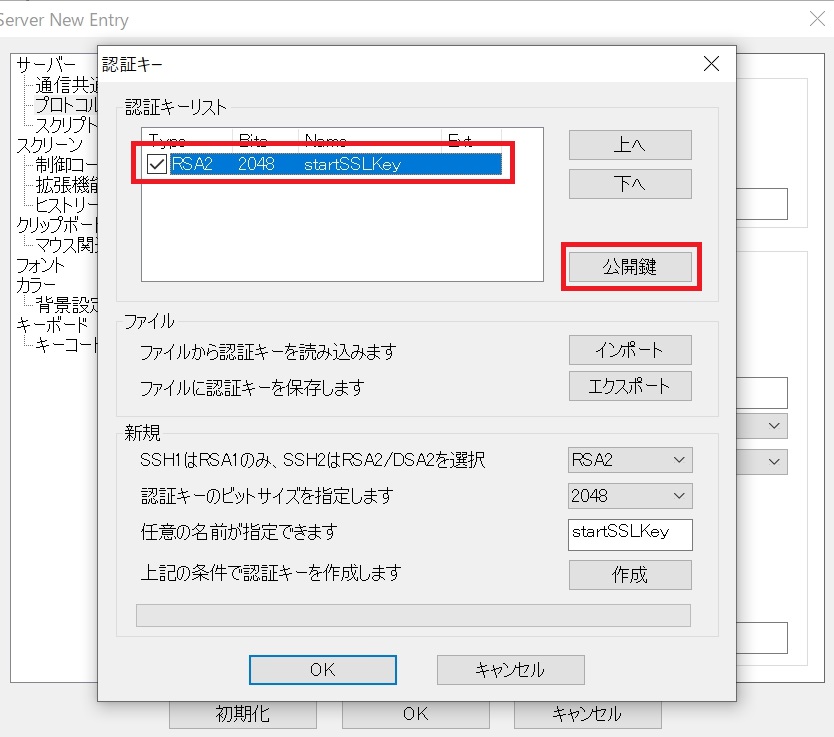 Server New Entry
サーバー
通信共通
プロトコル
スクリプト
スクリーン
制御コー
拡張機能
ヒストリー
クリップボード
マウス関
フォント
カラー
背景設定
キーボード
キーコード
認証キー
認証キーリスト
Type Bits Name Ext
RSA2 2048 startSSLKey
上へ
下へ
公開鍵
ファイル
ファイルから認証キーを読み込みます インポート
ファイルに認証キーを保存します エクスポート
新規
SSH1はRSA1のみ、SSH2はRSA2/DSA2を選択 RSA2
認証キーのビットサイズを指定します 2048
任意の名前が指定できます startSSLKey
上記の条件で認証キーを作成します 作成
OK キャンセル
初期化 OK キャンセル